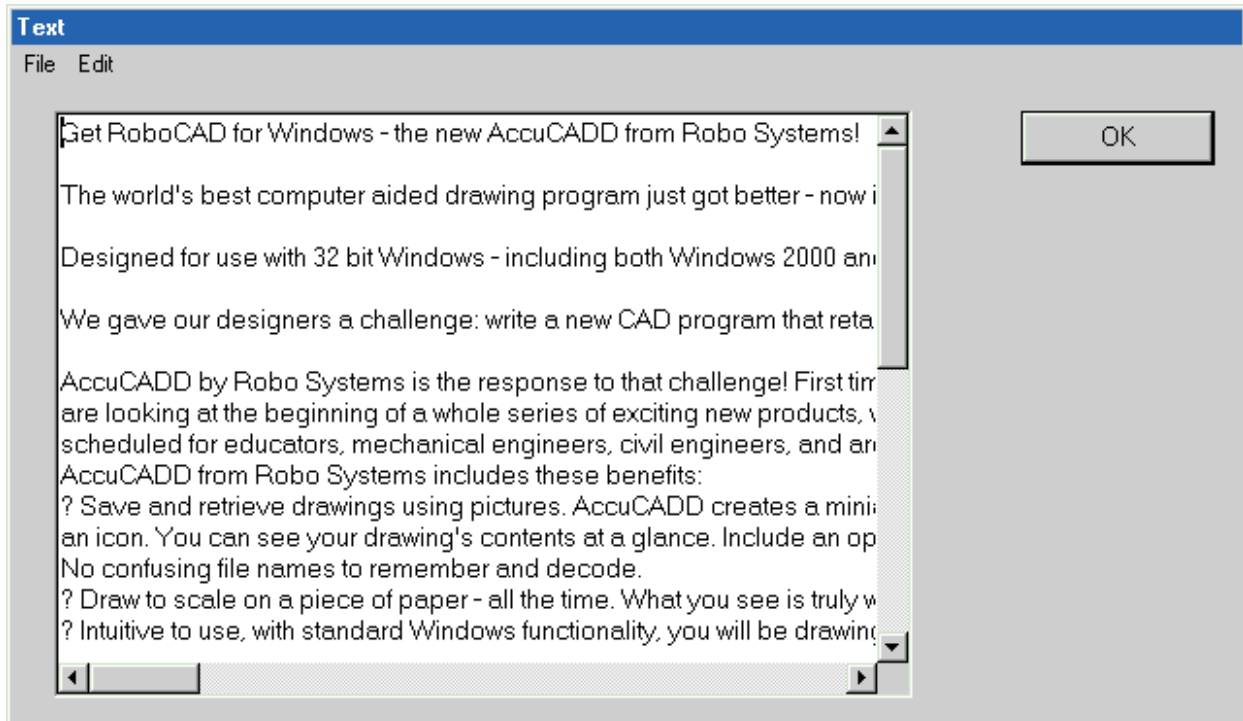 Text
File Edit
Get RoboCAD for Windows - the new AccuCADD from Robo Systems!
OK
The world's best computer aided drawing program just got better - now i
Designed for use with 32 bit Windows - including both Windows 2000 an
We gave our designers a challenge: write a new CAD program that reta
AccuCADD by Robo Systems is the response to that challenge! First tim
are looking at the beginning of a whole series of exciting new products,
scheduled for educators, mechanical engineers, civil engineers, and ar
AccuCADD from Robo Systems includes these benefits:
? Save and retrieve drawings using pictures. AccuCADD creates a mini
an icon. You can see your drawing's contents at a glance. Include an op
No confusing file names to remember and decode.
? Draw to scale on a piece of paper - all the time. What you see is truly w
? Intuitive to use, with standard Windows functionality, you will be drawing